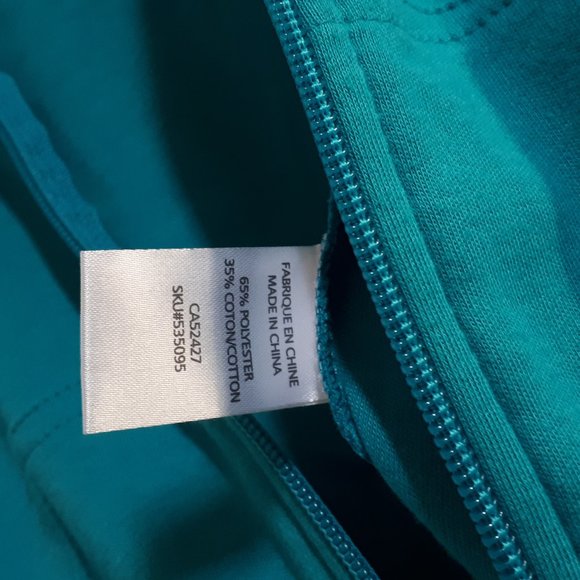 FABRIQUE EN CHINE
MADE IN CHINA
65% POLYESTER
35% COTON/COTTON
CA52427
SKU#535095